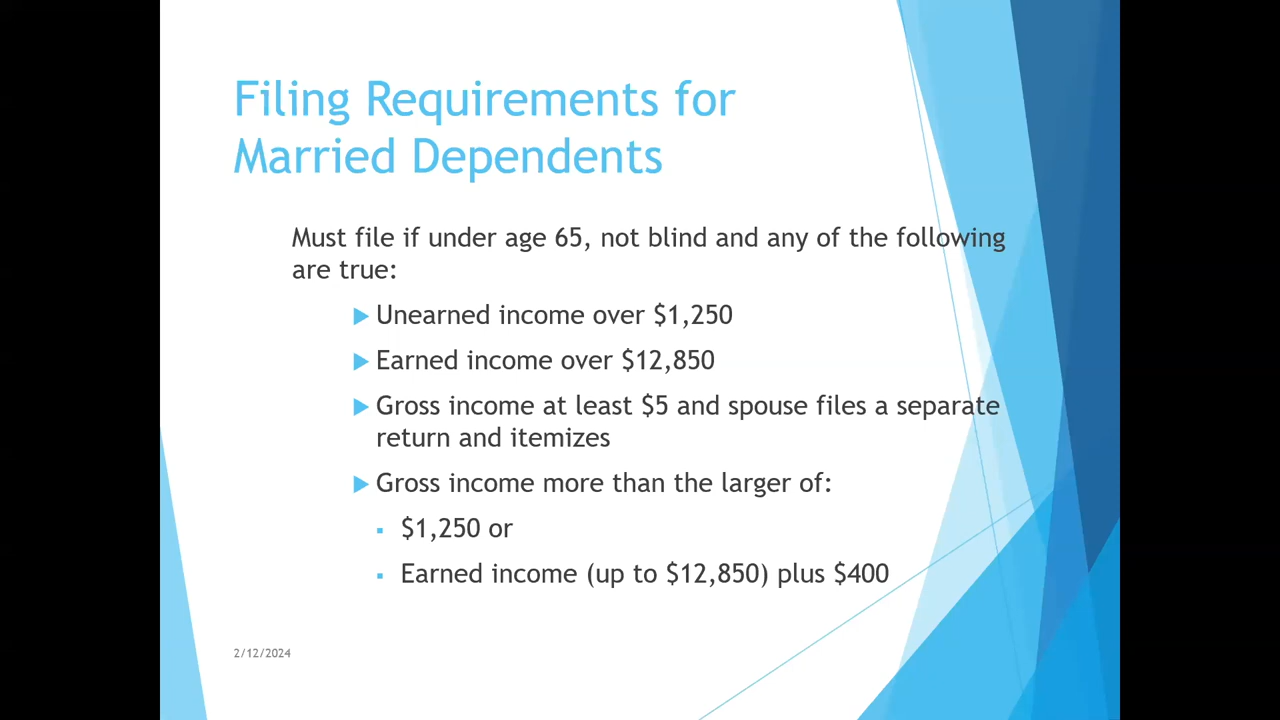 Filing Requirements for
Married Dependents
Must file if under age 65, not blind and any of the following
are true:
Unearned income over $1,250
Earned income over $12,850
Gross income at least $5 and spouse files a separate
return and itemizes
Gross income more than the larger of:
$1,250 or
Earned income (up to $12,850) plus $400
2/12/2024